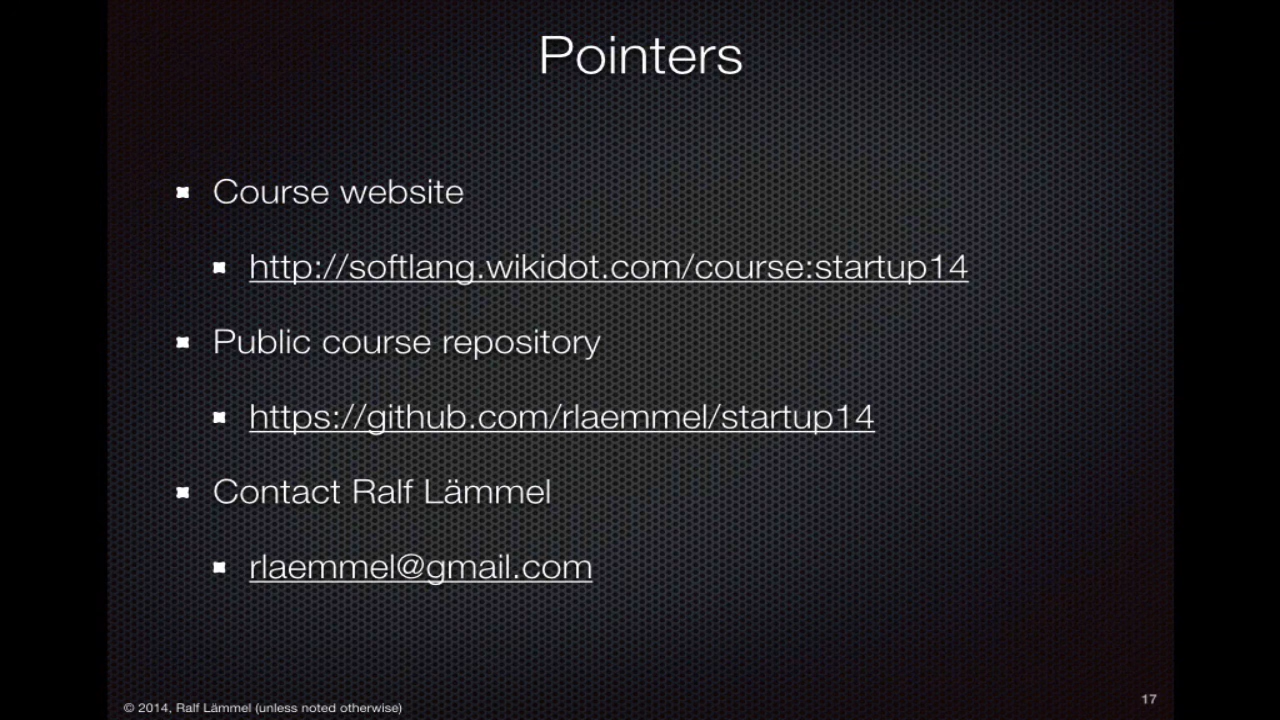 Pointers
Course website
http://softlang.wikidot.com/course:startup14
Public course repository
https://github.com/rlaemmel/startup14
Contact Ralf Lämmel
rlaemmel@gmail.com
© 2014, Ralf Lämmel (unless noted otherwise)
17